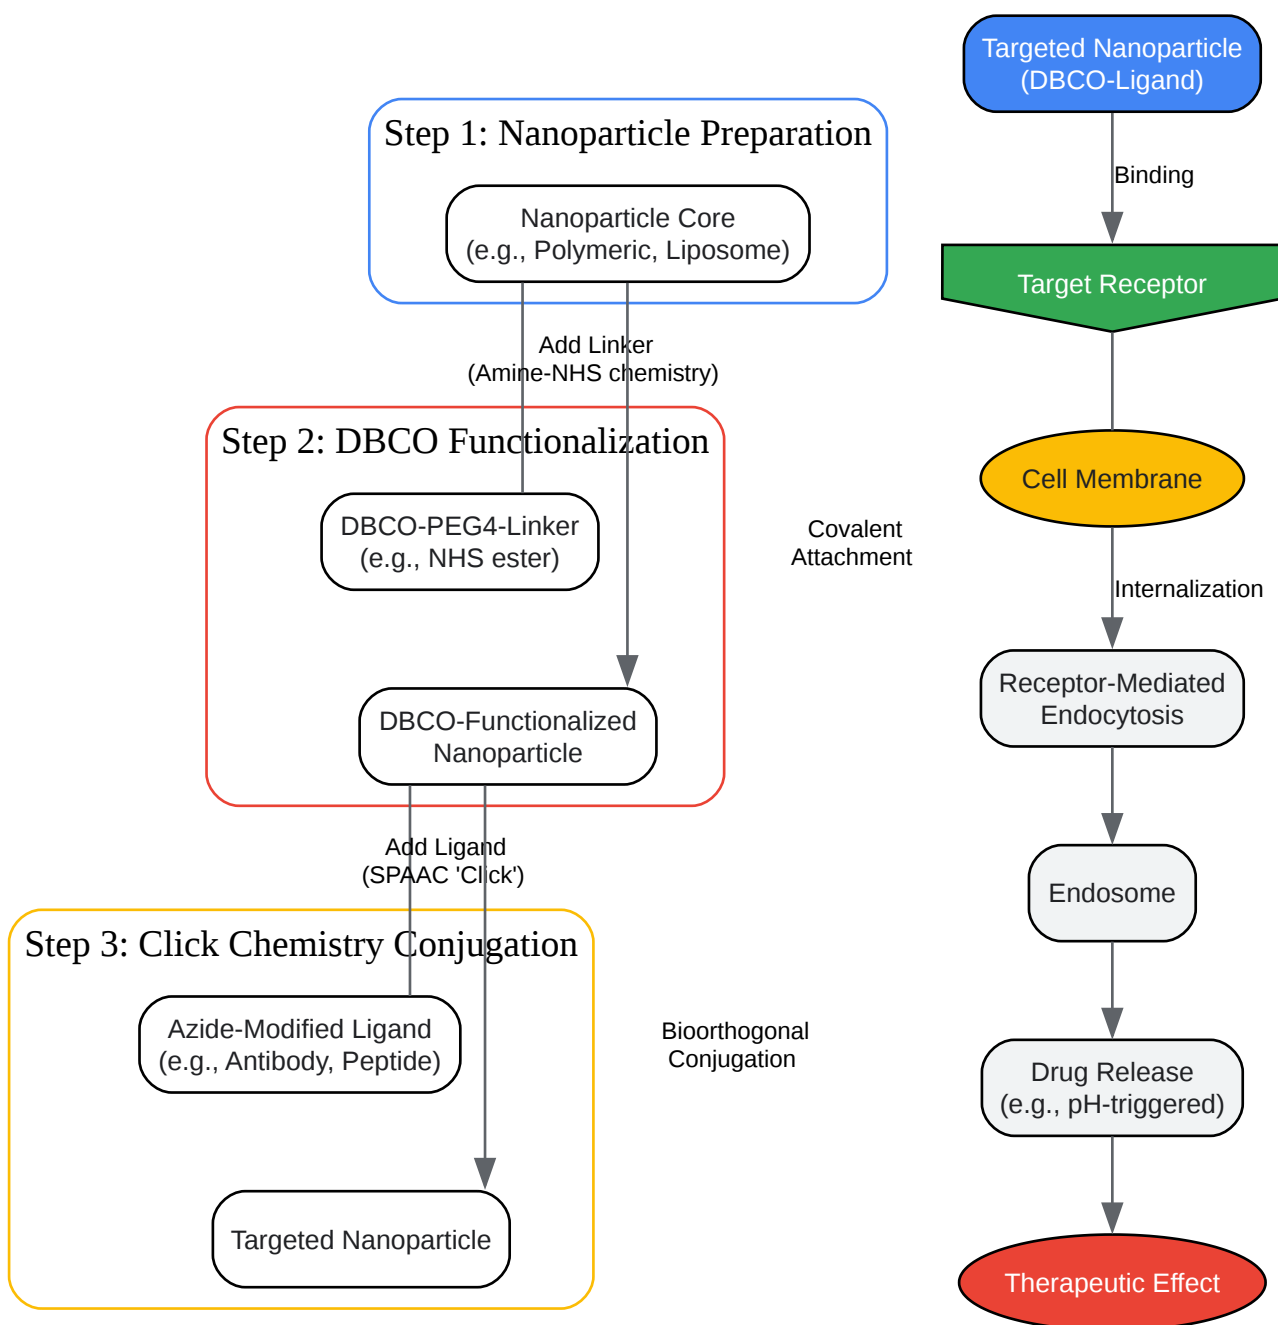 Step 1: Nanoparticle Preparation
Nanoparticle Core
(e.g., Polymeric, Liposome)
Add Linker
(Amine-NHS chemistry)
Step 2: DBCO Functionalization
DBCO-PEG4-Linker
(e.g., NHS ester)
Covalent
Attachment
DBCO-Functionalized
Nanoparticle
Add Ligand
(SPAAC 'Click')
Step 3: Click Chemistry Conjugation
Azide-Modified Ligand
(e.g., Antibody, Peptide)
Bioorthogonal
Conjugation
Targeted Nanoparticle
Targeted Nanoparticle
(DBCO-Ligand)
Binding
Target Receptor
Cell Membrane
Internalization
Receptor-Mediated
Endocytosis
Endosome
Drug Release
(e.g., pH-triggered)
Therapeutic Effect